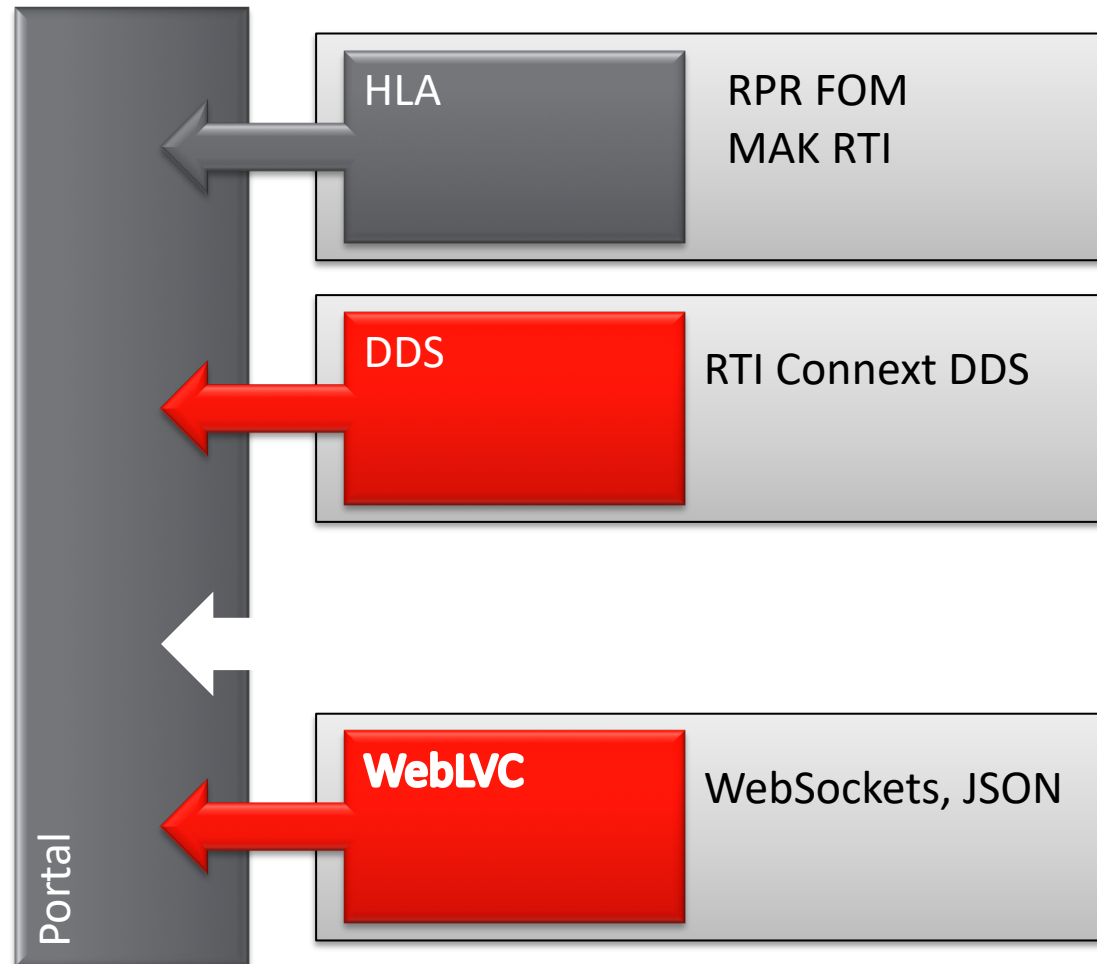 HLA
RPR FOM
MAK RTI
DDS
RTI Connext DDS
WebLVC
WebSockets, JSON
Portal